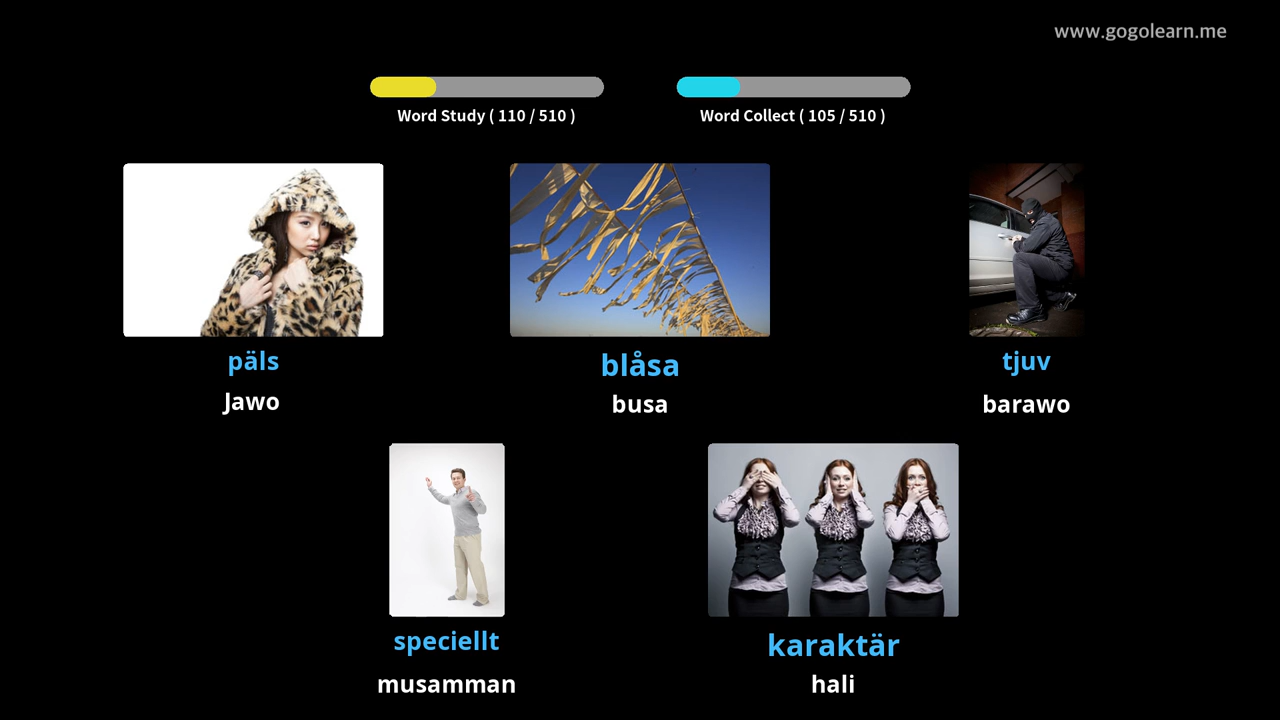 www.gogolearn.me
Word Study ( 110 / 510 )
Word Collect ( 105 / 510 )
päls
Jawo
blåsa
busa
tjuv
barawo
speciellt
musamman
karaktär
hali